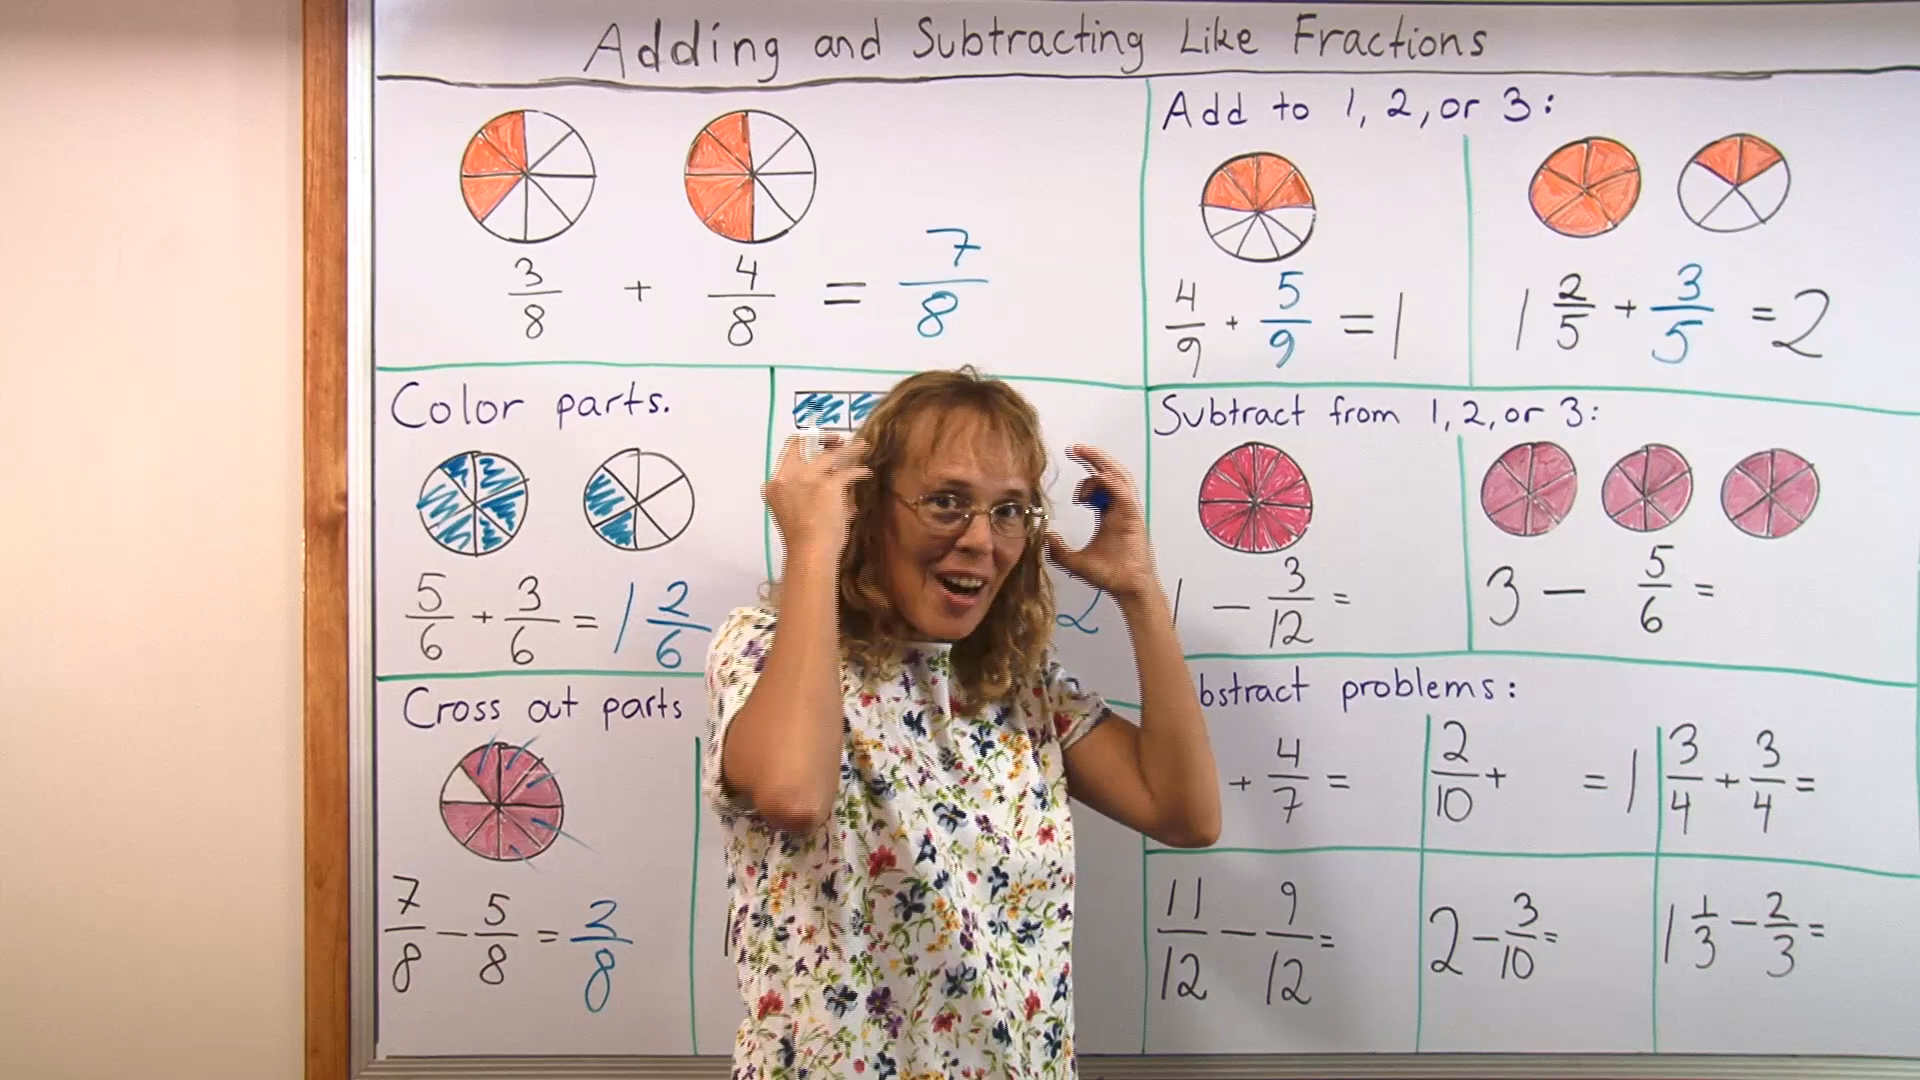 Adding and Subtracting Like Fractions
3/8 + 4/8 = 7/8
Add to 1, 2, or 3:
4/9 + 5/9 = 1
1 2/5 + 3/5 = 2
Color parts.
5/6 + 3/6 = 1 2/6
2
Subtract from 1, 2, or 3:
1 - 3/12 =
3 - 5/6 =
Cross out parts
7/8 - 5/8 = 2/8
problems:
+ 4/7 =
2/10 + = 1
3/4 + 3/4 =
11/12 - 9/12 =
2 - 3/10 =
1 1/3 - 2/3 =